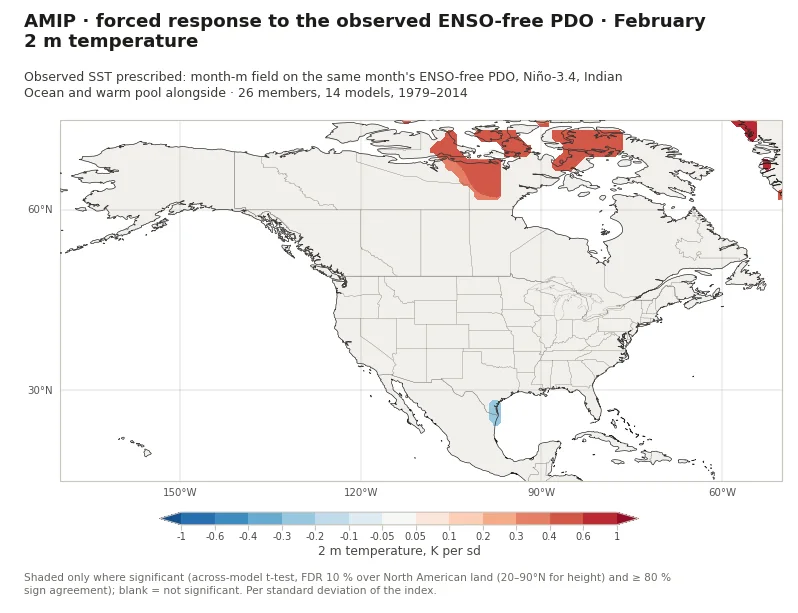 AMIP · forced response to the observed ENSO-free PDO · February
2 m temperature
Observed SST prescribed: month-m field on the same month's ENSO-free PDO, Niño-3.4, Indian
Ocean and warm pool alongside · 26 members, 14 models, 1979–2014
60°N
30°N
150°W 120°W 90°W 60°W
-1 -0.6 -0.4 -0.3 -0.2 -0.1 -0.05 0.05 0.1 0.2 0.3 0.4 0.6 1
2 m temperature, K per sd
Shaded only where significant (across-model t-test, FDR 10 % over North American land (20–90°N for height) and ≥ 80 %
sign agreement); blank = not significant. Per standard deviation of the index.